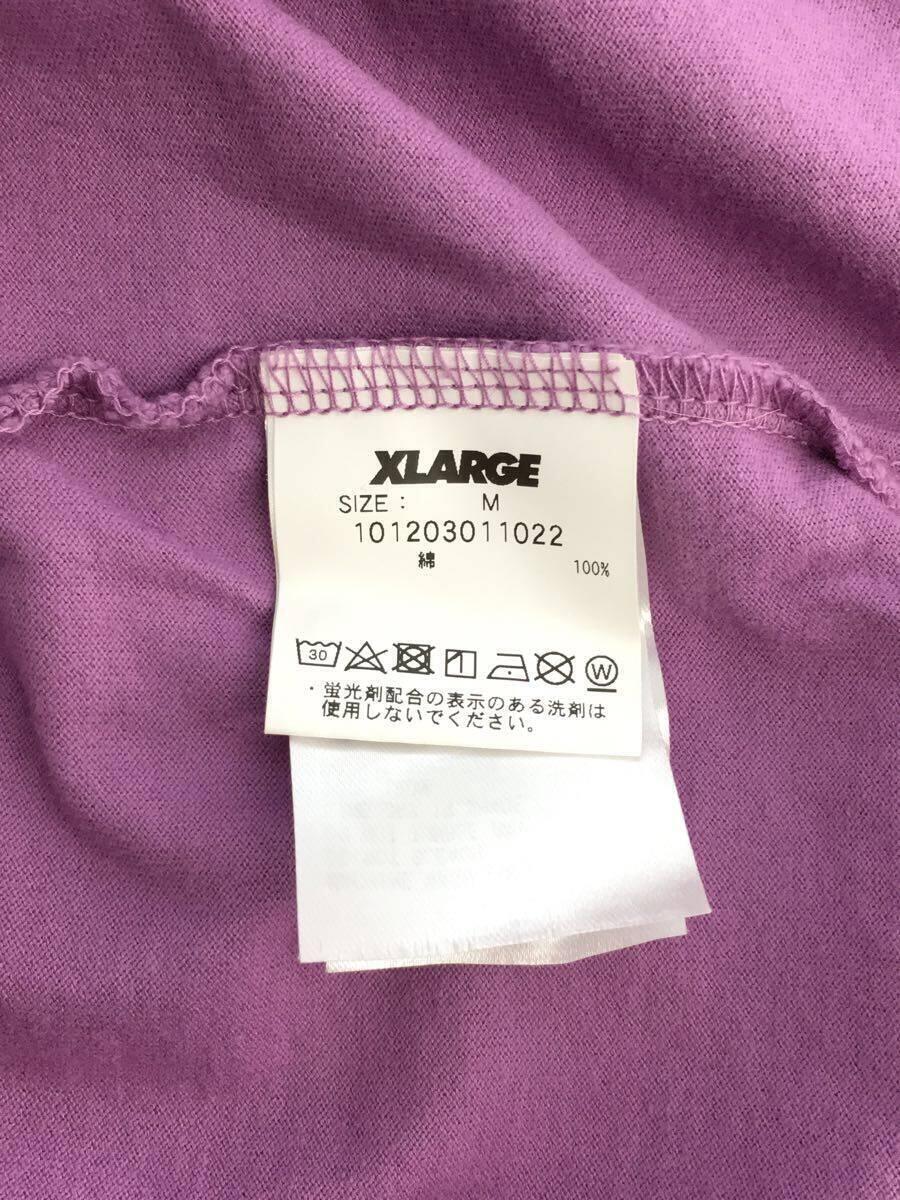 XLARGE
SIZE : M
101203011022
綿 100%
30 W
・蛍光剤配合の表示のある洗剤は
使用しないでください。